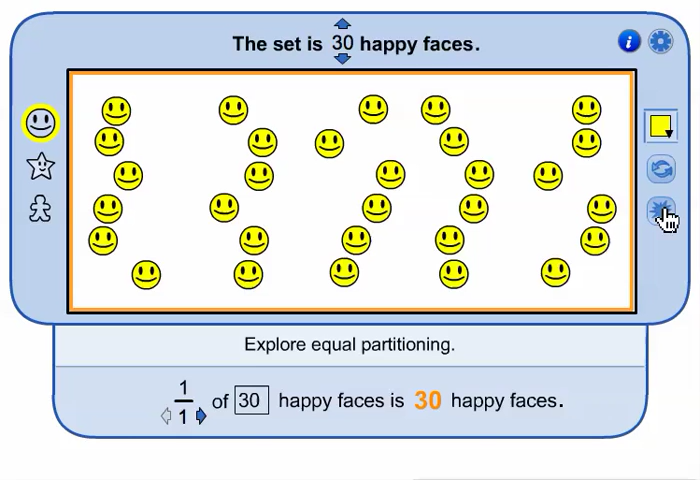 The set is 30 happy faces.
i
Explore equal partitioning.
1/1 of 30 happy faces is 30 happy faces.